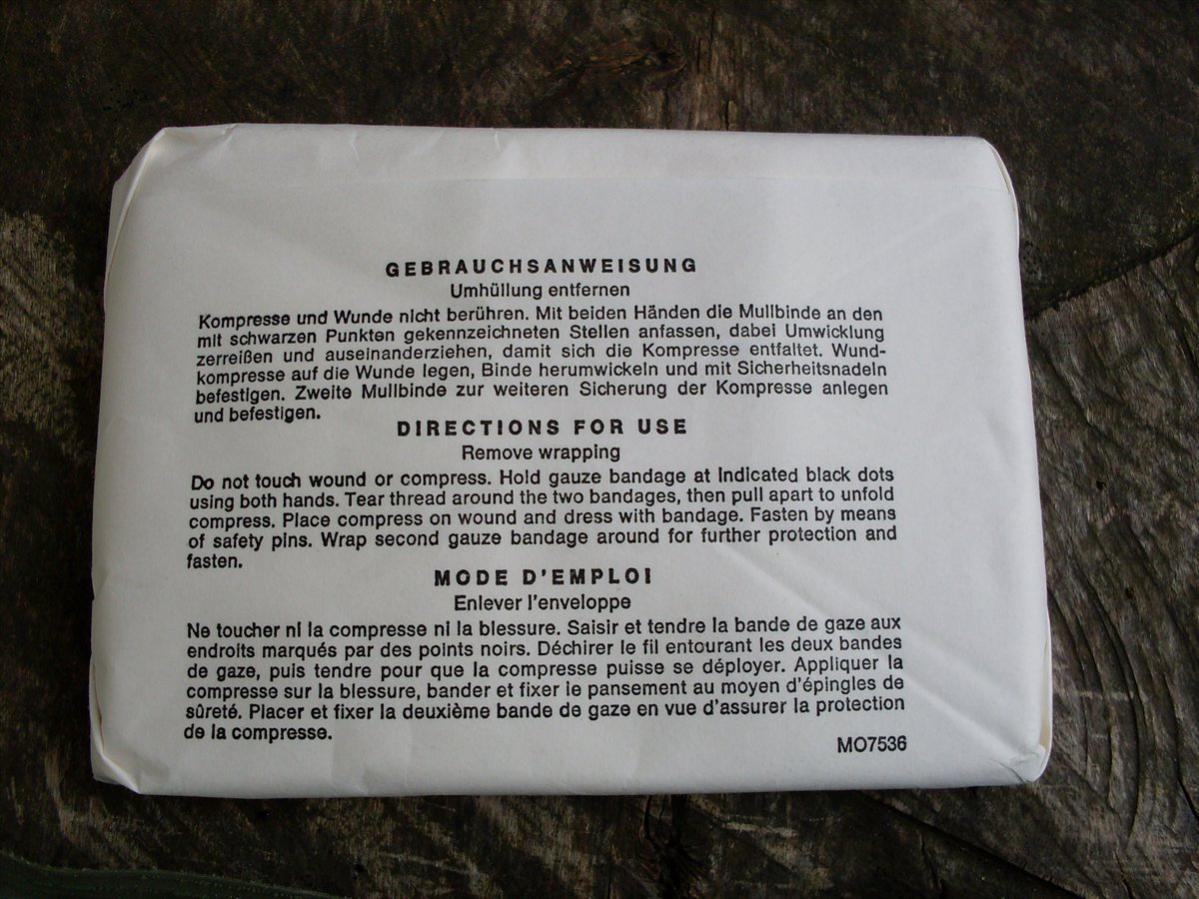 GEBRAUCHSANWEISUNG
Umhüllung entfernen
Kompresse und Wunde nicht berühren. Mit beiden Händen die Mullbinde an den
mit schwarzen Punkten gekennzeichneten Stellen anfassen, dabei Umwicklung
zerreißen und auseinanderziehen, damit sich die Kompresse entfaltet. Wund-
kompresse auf die Wunde legen, Binde herumwickeln und mit Sicherheitsnadeln
befestigen. Zweite Mullbinde zur weiteren Sicherung der Kompresse anlegen
und befestigen.
DIRECTIONS FOR USE
Remove wrapping
Do not touch wound or compress. Hold gauze bandage at indicated black dots
using both hands. Tear thread around the two bandages, then pull apart to unfold
compress. Place compress on wound and dress with bandage. Fasten by means
of safety pins. Wrap second gauze bandage around for further protection and
fasten.
MODE D'EMPLOI
Enlever l'enveloppe
Ne toucher ni la compresse ni la blessure. Saisir et tendre la bande de gaze aux
endroits marqués par des points noirs. Déchirer le fil entourant les deux bandes
de gaze, puis tendre pour que la compresse puisse se déployer. Appliquer la
compresse sur la blessure, bander et fixer le pansement au moyen d'épingles de
sûreté. Placer et fixer la deuxième bande de gaze en vue d'assurer la protection
de la compresse.
MO7536